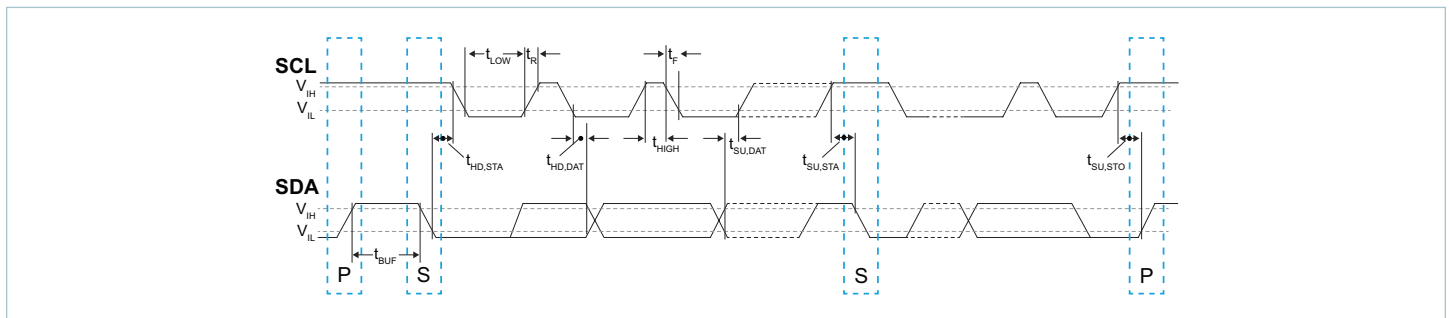 t_LOW t_R t_F
SCL
V_IH
V_IL
t_HD,STA t_HD,DAT t_HIGH t_SU,DAT t_SU,STA t_SU,STO
SDA
V_IH
V_IL
t_BUF
P S S P